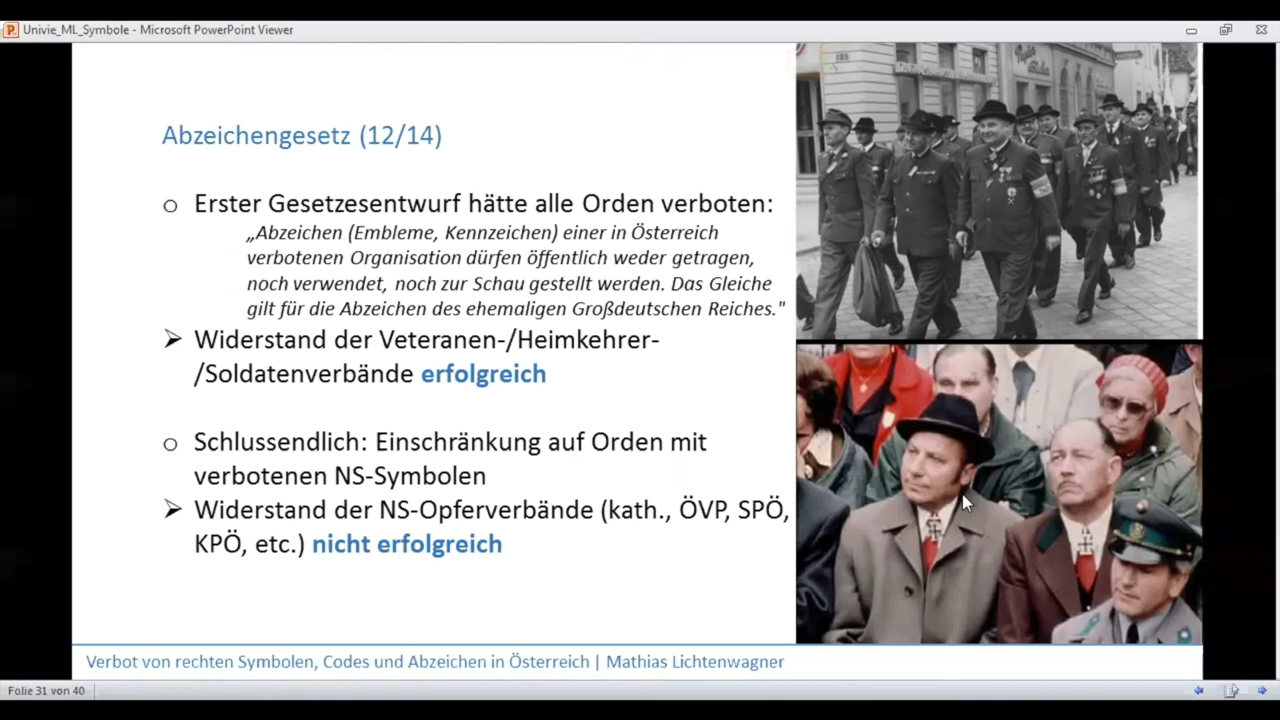 Univie_ML_Symbole - Microsoft PowerPoint Viewer
Abzeichengesetz (12/14)
o Erster Gesetzesentwurf hätte alle Orden verboten:
„Abzeichen (Embleme, Kennzeichen) einer in Österreich
verbotenen Organisation dürfen öffentlich weder getragen,
noch verwendet, noch zur Schau gestellt werden. Das Gleiche
gilt für die Abzeichen des ehemaligen Großdeutschen Reiches."
➢ Widerstand der Veteranen-/Heimkehrer-
/Soldatenverbände erfolgreich
o Schlussendlich: Einschränkung auf Orden mit
verbotenen NS-Symbolen
➢ Widerstand der NS-Opferverbände (kath., ÖVP, SPÖ,
KPÖ, etc.) nicht erfolgreich
Verbot von rechten Symbolen, Codes und Abzeichen in Österreich | Mathias Lichtenwagner
Folie 31 von 40